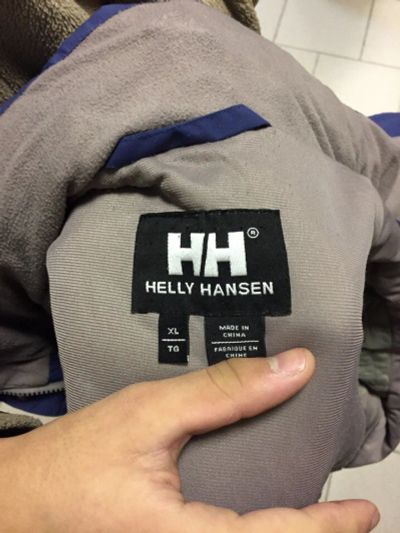 HH®
HELLY HANSEN
XL
TG
MADE IN
CHINA
FABRIQUE EN
CHINE